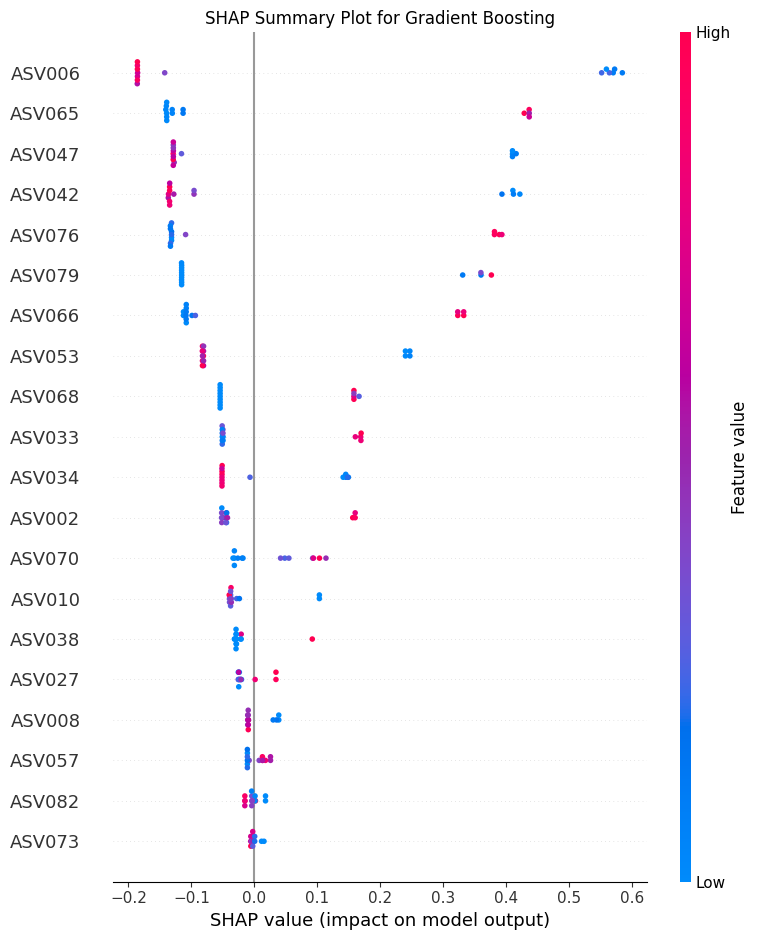 SHAP Summary Plot for Gradient Boosting
High
ASV006
ASV065
ASV047
ASV042
ASV076
ASV079
ASV066
ASV053
ASV068
ASV033
ASV034
ASV002
ASV070
ASV010
ASV038
ASV027
ASV008
ASV057
ASV082
ASV073
Feature value
Low
−0.2 −0.1 0.0 0.1 0.2 0.3 0.4 0.5 0.6
SHAP value (impact on model output)